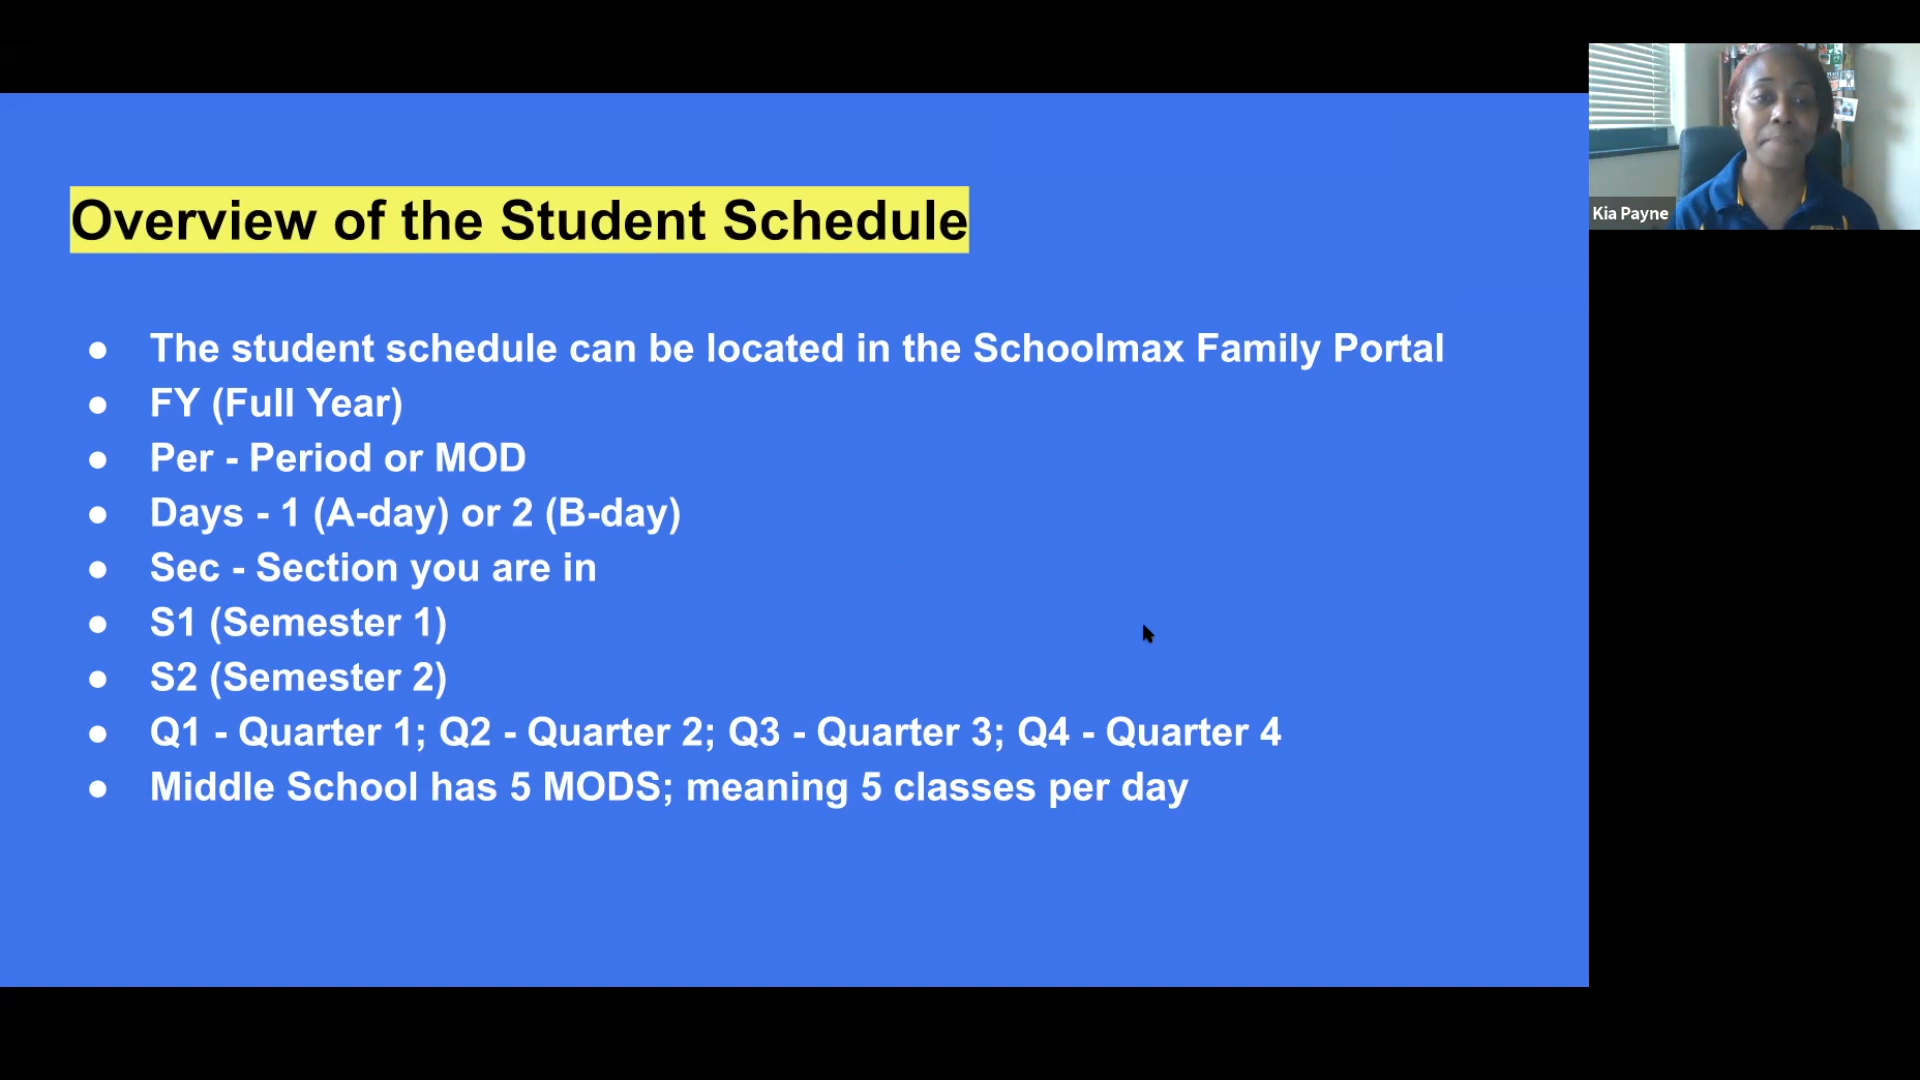 Overview of the Student Schedule
● The student schedule can be located in the Schoolmax Family Portal
● FY (Full Year)
● Per - Period or MOD
● Days - 1 (A-day) or 2 (B-day)
● Sec - Section you are in
● S1 (Semester 1)
● S2 (Semester 2)
● Q1 - Quarter 1; Q2 - Quarter 2; Q3 - Quarter 3; Q4 - Quarter 4
● Middle School has 5 MODS; meaning 5 classes per day
Kia Payne